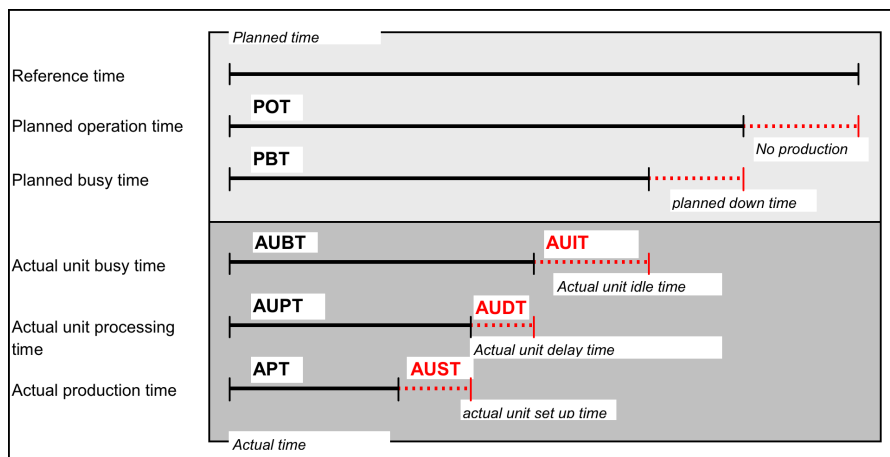 Planned time
Reference time
POT
Planned operation time
No production
PBT
Planned busy time
planned down time
AUBT AUIT
Actual unit busy time
Actual unit idle time
AUPT AUDT
Actual unit processing
time
Actual unit delay time
APT AUST
Actual production time
actual unit set up time
Actual time